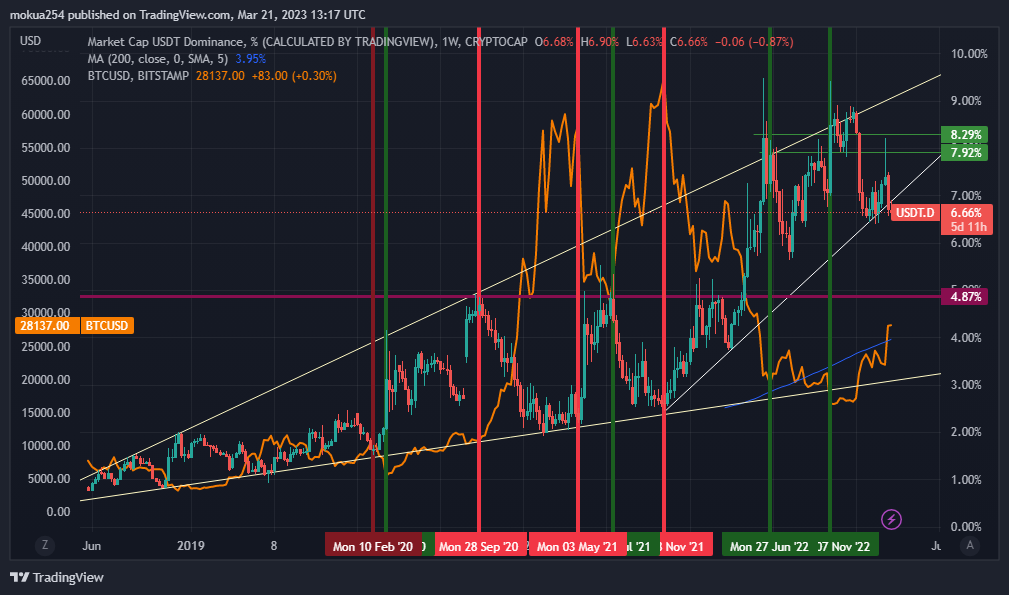 mokua254 published on TradingView.com, Mar 21, 2023 13:17 UTC
USD
Market Cap USDT Dominance, % (CALCULATED BY TRADINGVIEW), 1W, CRYPTOCAP O6.68% H6.90% L6.63% C6.66% −0.06 (−0.87%)
MA (200, close, 0, SMA, 5) 3.95%
BTCUSD, BITSTAMP 28137.00 +83.00 (+0.30%)
65000.00
60000.00
55000.00
50000.00
45000.00
40000.00
35000.00
30000.00
28137.00 BTCUSD
25000.00
20000.00
15000.00
10000.00
5000.00
0.00
10.00%
9.00%
8.29%
7.92%
7.00%
USDT.D 6.66%
5d 11h
6.00%
4.87%
4.00%
3.00%
2.00%
1.00%
0.00%
Z Jun 2019 8 Mon 10 Feb '20 0 Mon 28 Sep '20 Mon 03 May '21 '21 Nov '21 Mon 27 Jun '22 07 Nov '22 A
TradingView